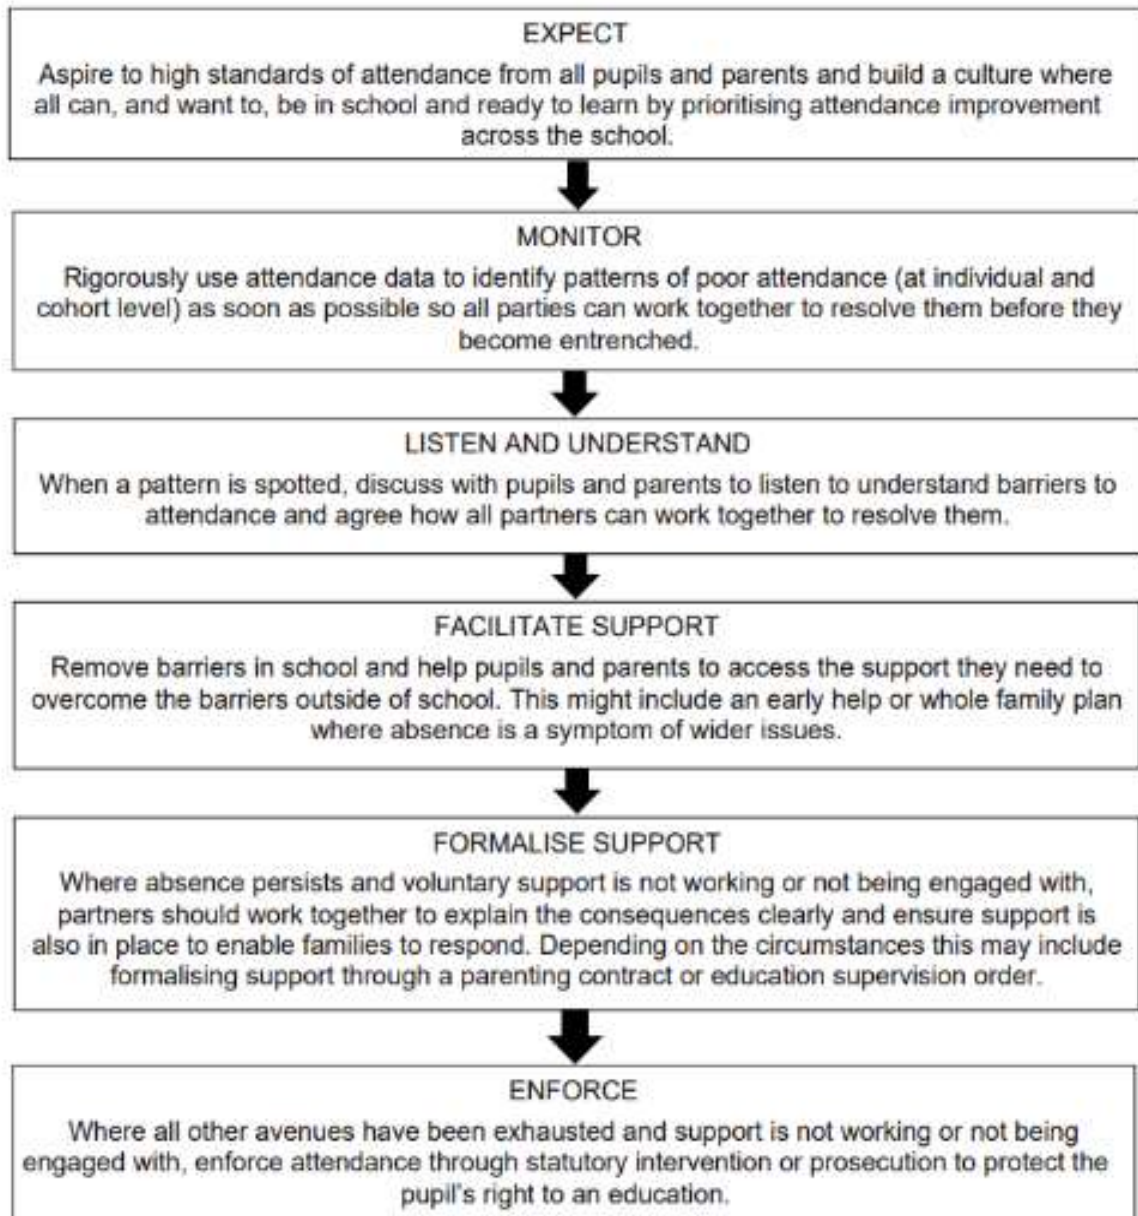 EXPECT
Aspire to high standards of attendance from all pupils and parents and build a culture where
all can, and want to, be in school and ready to learn by prioritising attendance improvement
across the school.
MONITOR
Rigorously use attendance data to identify patterns of poor attendance (at individual and
cohort level) as soon as possible so all parties can work together to resolve them before they
become entrenched.
LISTEN AND UNDERSTAND
When a pattern is spotted, discuss with pupils and parents to listen to understand barriers to
attendance and agree how all partners can work together to resolve them.
FACILITATE SUPPORT
Remove barriers in school and help pupils and parents to access the support they need to
overcome the barriers outside of school. This might include an early help or whole family plan
where absence is a symptom of wider issues.
FORMALISE SUPPORT
Where absence persists and voluntary support is not working or not being engaged with,
partners should work together to explain the consequences clearly and ensure support is
also in place to enable families to respond. Depending on the circumstances this may include
formalising support through a parenting contract or education supervision order.
ENFORCE
Where all other avenues have been exhausted and support is not working or not being
engaged with, enforce attendance through statutory intervention or prosecution to protect the
pupil's right to an education.